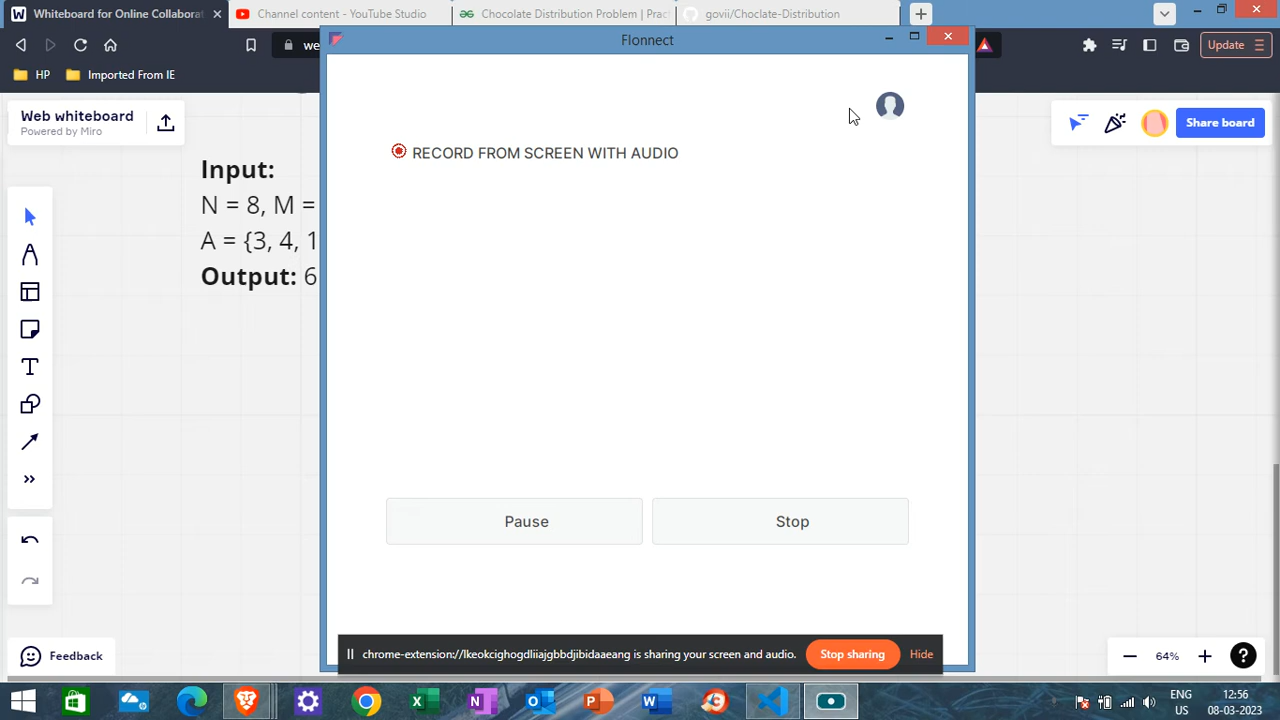 Whiteboard for Online Collaborat
Channel content - YouTube Studio
Chocolate Distribution Problem | Pract
govii/Choclate-Distribution
we
Update
HP
Imported From IE
Flonnect
Web whiteboard
Powered by Miro
Share board
RECORD FROM SCREEN WITH AUDIO
Input:
N = 8, M =
A = {3, 4, 1
Output: 6
Pause
Stop
chrome-extension://lkeokcighogdliiajgbbdjibidaaeang is sharing your screen and audio.
Stop sharing
Hide
Feedback
64%
ENG
US
12:56
08-03-2023